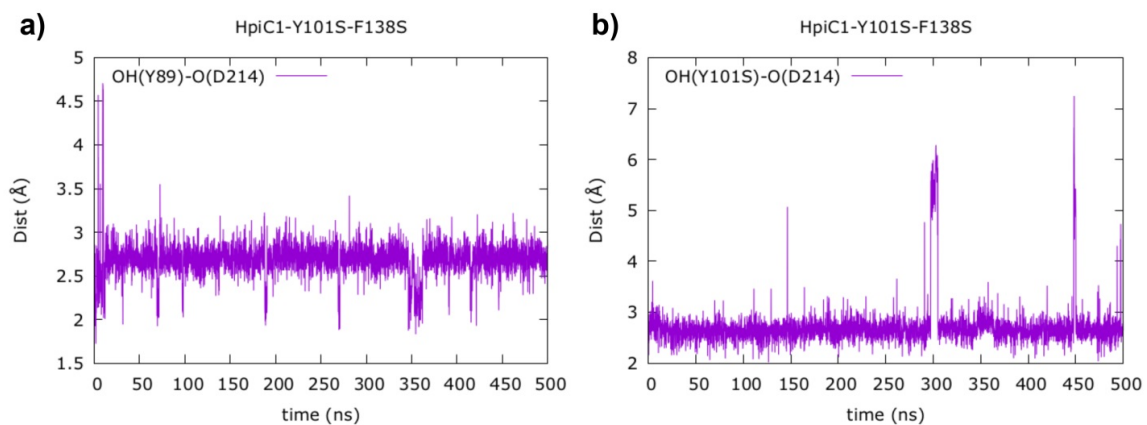 a)
HpiC1-Y101S-F138S
OH(Y89)-O(D214)
5
4.5
4
3.5
3
2.5
2
1.5
Dist (Å)
0 50 100 150 200 250 300 350 400 450 500
time (ns)
b)
HpiC1-Y101S-F138S
OH(Y101S)-O(D214)
8
7
6
5
4
3
2
Dist (Å)
0 50 100 150 200 250 300 350 400 450 500
time (ns)